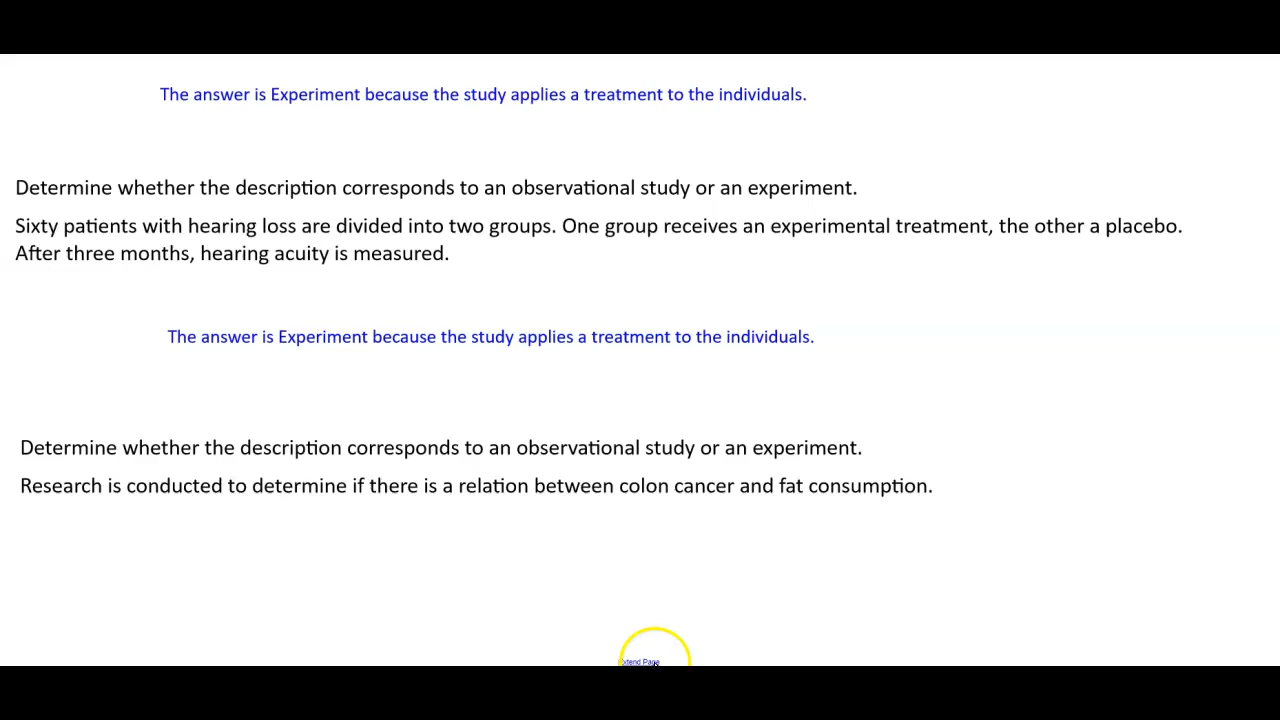 The answer is Experiment because the study applies a treatment to the individuals.
Determine whether the description corresponds to an observational study or an experiment.
Sixty patients with hearing loss are divided into two groups. One group receives an experimental treatment, the other a placebo.
After three months, hearing acuity is measured.
The answer is Experiment because the study applies a treatment to the individuals.
Determine whether the description corresponds to an observational study or an experiment.
Research is conducted to determine if there is a relation between colon cancer and fat consumption.
Extend Page